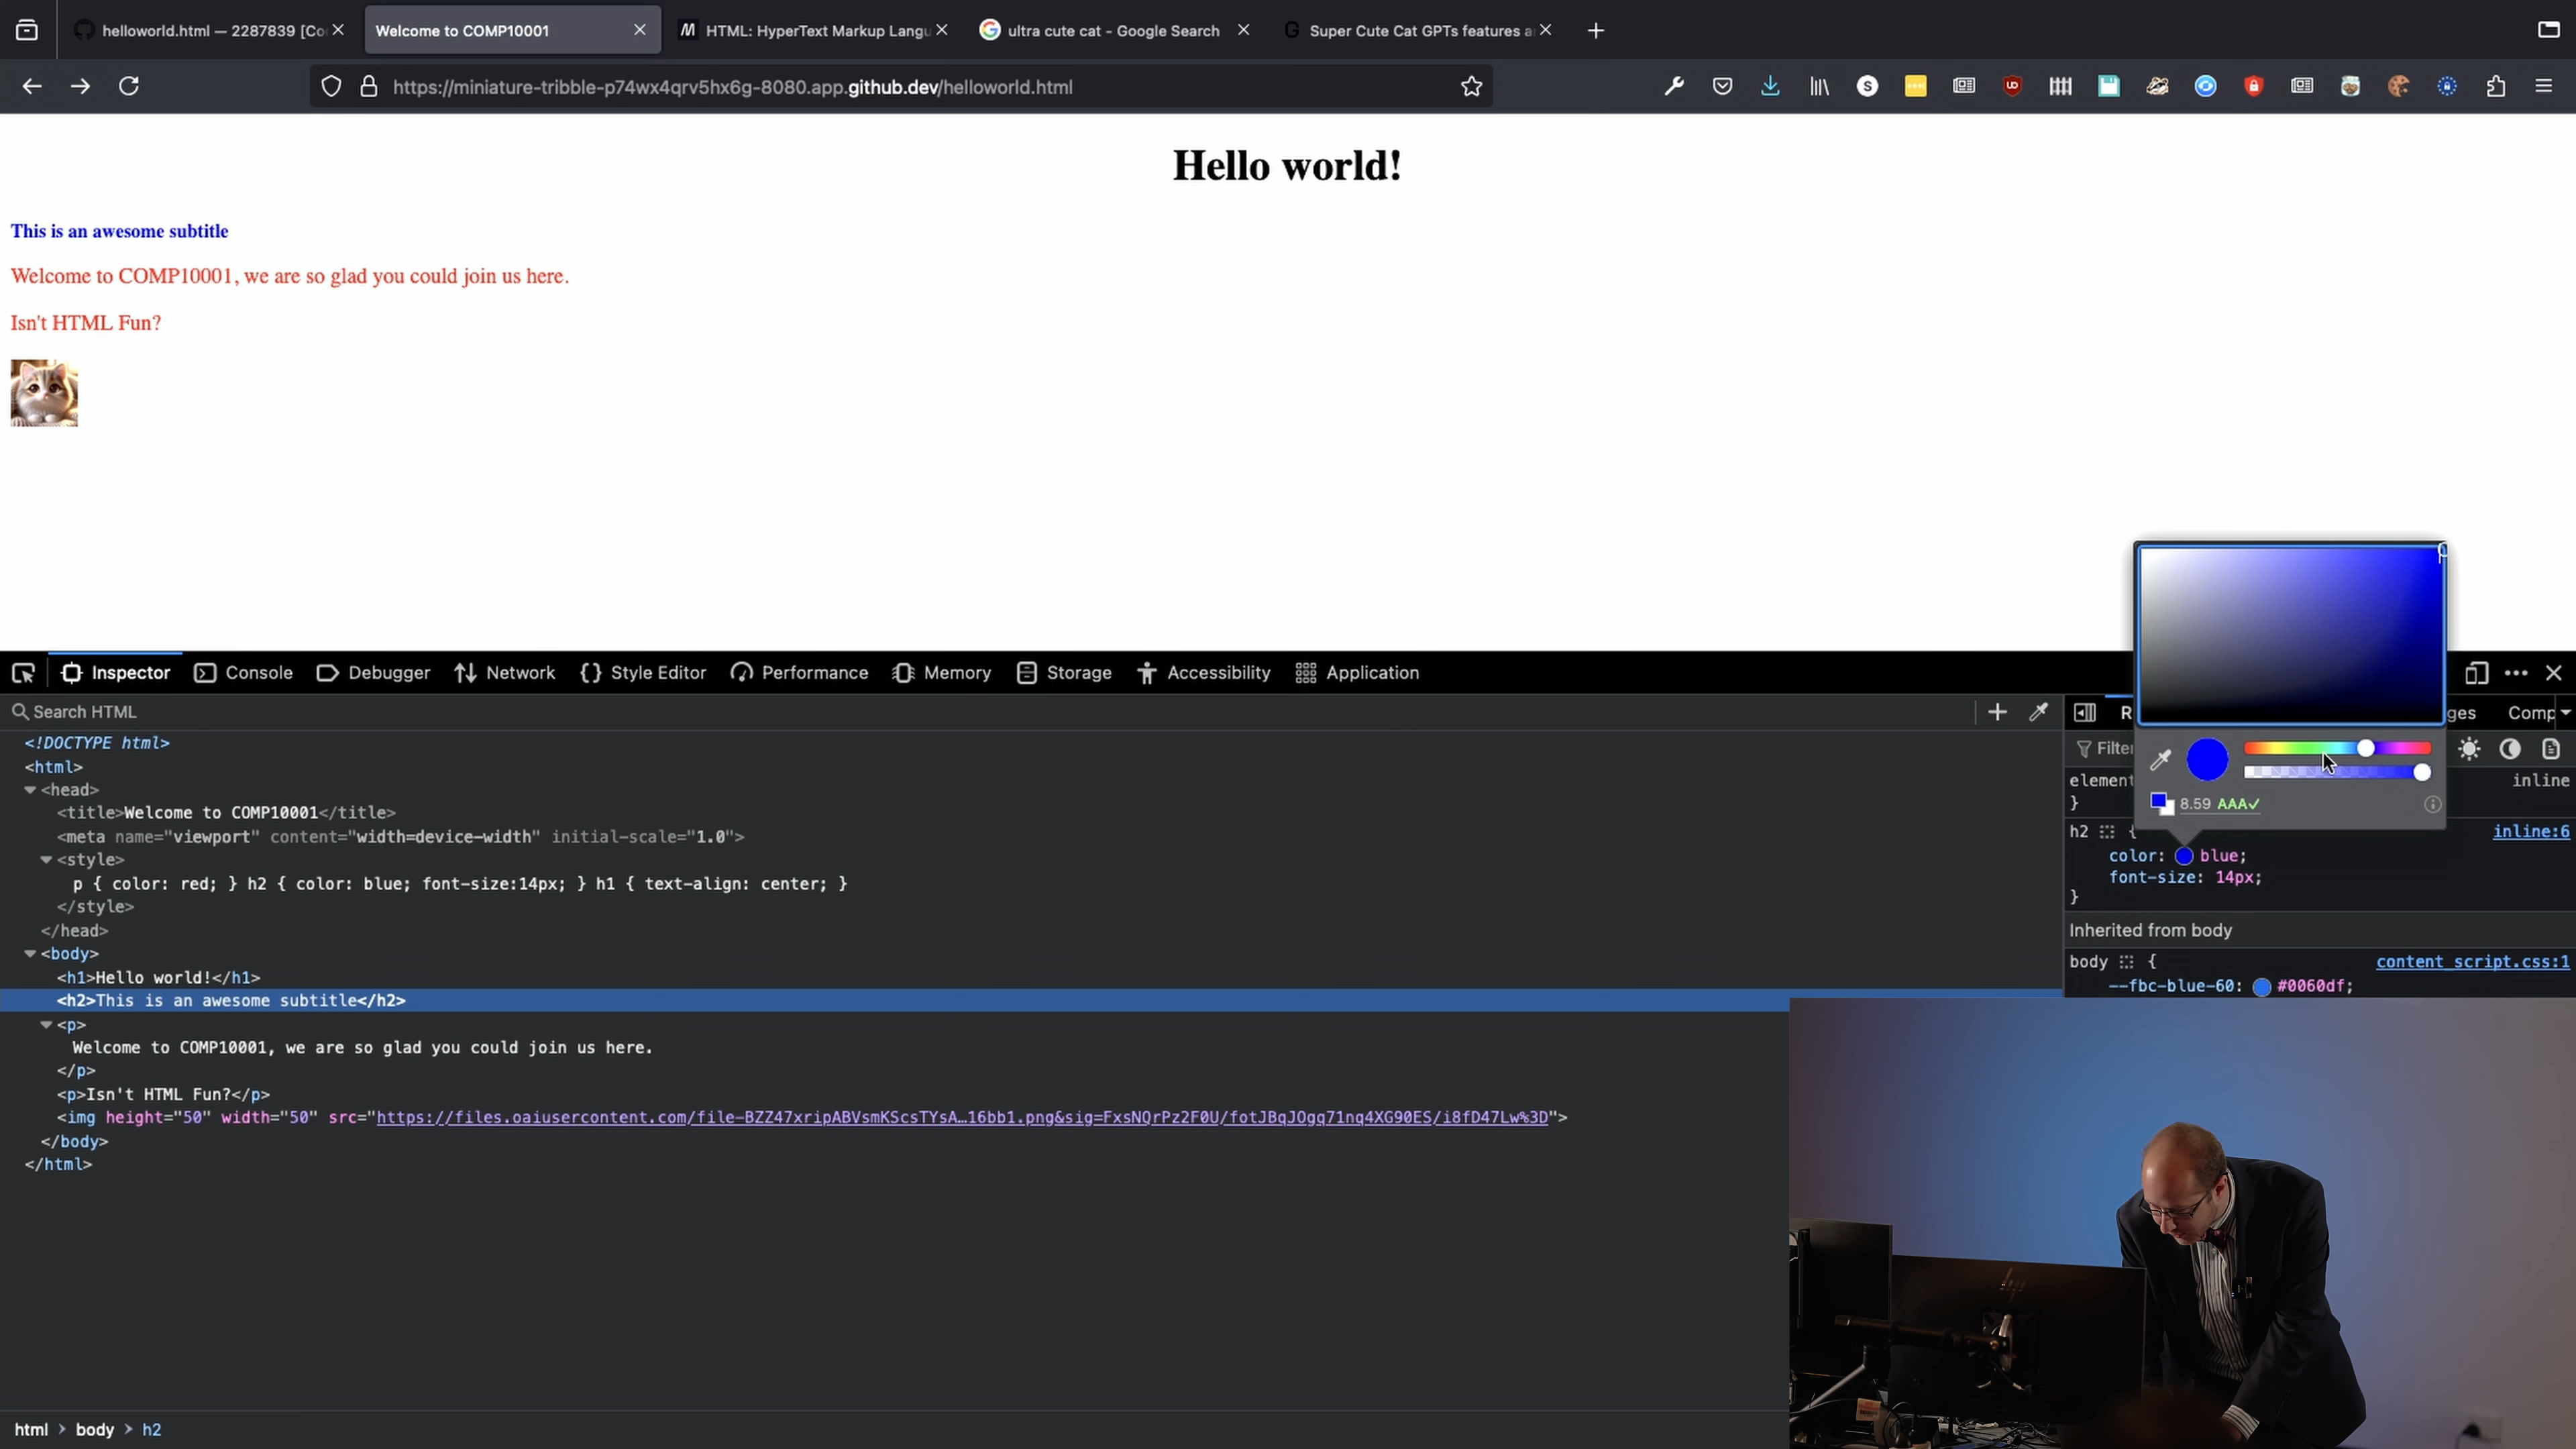 helloworld.html — 2287839 [Co
Welcome to COMP10001
HTML: HyperText Markup Langu
ultra cute cat - Google Search
Super Cute Cat GPTs features a
https://miniature-tribble-p74wx4qrv5hx6g-8080.app.github.dev/helloworld.html
Hello world!
This is an awesome subtitle
Welcome to COMP10001, we are so glad you could join us here.
Isn't HTML Fun?
Inspector
Console
Debugger
Network
Style Editor
Performance
Memory
Storage
Accessibility
Application
Search HTML
<!DOCTYPE html>
<html>
<head>
<title>Welcome to COMP10001</title>
<meta name="viewport" content="width=device-width" initial-scale="1.0">
<style>
p { color: red; } h2 { color: blue; font-size:14px; } h1 { text-align: center; }
</style>
</head>
<body>
<h1>Hello world!</h1>
<h2>This is an awesome subtitle</h2>
<p>
Welcome to COMP10001, we are so glad you could join us here.
</p>
<p>Isn't HTML Fun?</p>
<img height="50" width="50" src="https://files.oaiusercontent.com/file-BZZ47xripABVsmKScsTYsA…16bb1.png&sig=FxsNQrPz2F0U/fotJBqJOgq71nq4XG90ES/i8fD47Lw%3D">
</body>
</html>
html > body > h2
R
ges
Comp
Filter
8.59 AAA✓
element
inline
}
h2 {
inline:6
color: blue;
font-size: 14px;
}
Inherited from body
body {
content_script.css:1
--fbc-blue-60: #0060df;
hp